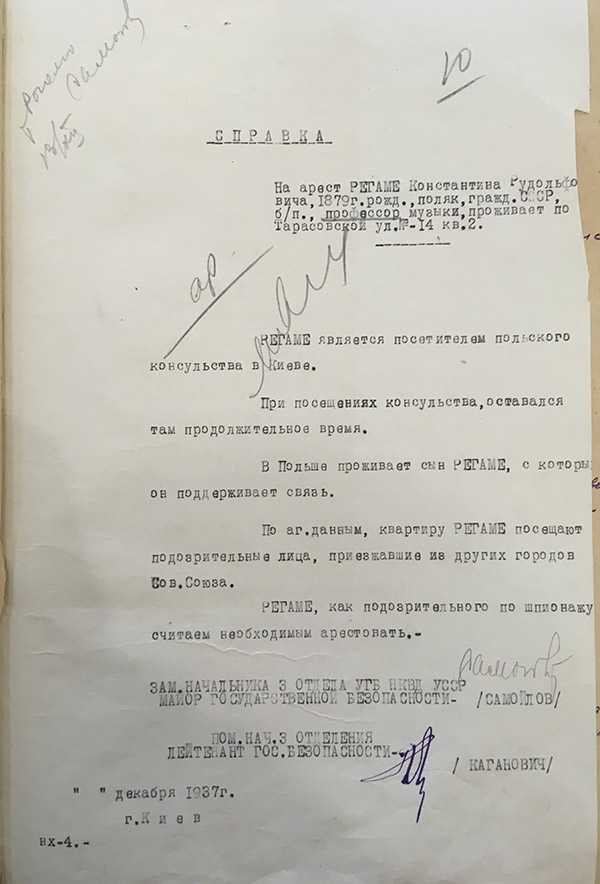 10
СПРАВКА
На арест РЕГАМЕ Константина Рудольфо
вича,1879г.рожд.,поляк,гражд.СССР,
б/п., профессор музыки,проживает по
Тарасовской ул.№-14 кв.2.
ар
РЕГАМЕ является посетителем польского
консульства в Киеве.
При посещениях консульства,оставался
там продолжительное время.
В Польше проживает сын РЕГАМЕ, с которы
он поддерживает связь.
По аг.данным, квартиру РЕГАМЕ посещают
подозрительные лица, приезжавшие из других городов
Сов.Союза.
РЕГАМЕ, как подозрительного по шпионажу
считаем необходимым арестовать.-
ЗАМ.НАЧАЛЬНИКА 3 ОТДЕЛА УГБ НКВД УССР
МАЙОР ГОСУДАРСТВЕННОЙ БЕЗОПАСНОСТИ- /САМОЙЛОВ/
ПОМ.НАЧ.3 ОТДЕЛЕНИЯ
ЛЕЙТЕНАНТ ГОС.БЕЗОПАСНОСТИ- / КАГАНОВИЧ/
" " декабря 1937г.
г.Киев
нх-4.-